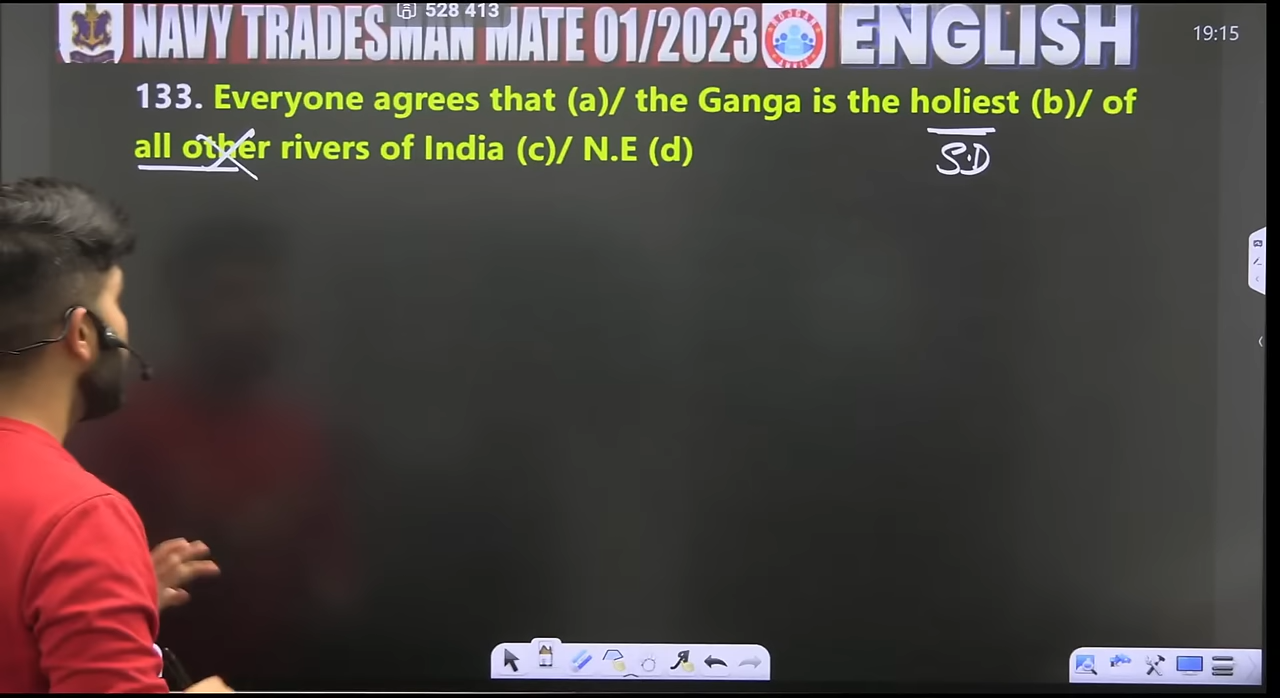 528 413
NAVY TRADESMAN MATE 01/2023 ENGLISH
19:15
133. Everyone agrees that (a)/ the Ganga is the holiest (b)/ of
all other rivers of India (c)/ N.E (d)
S.D